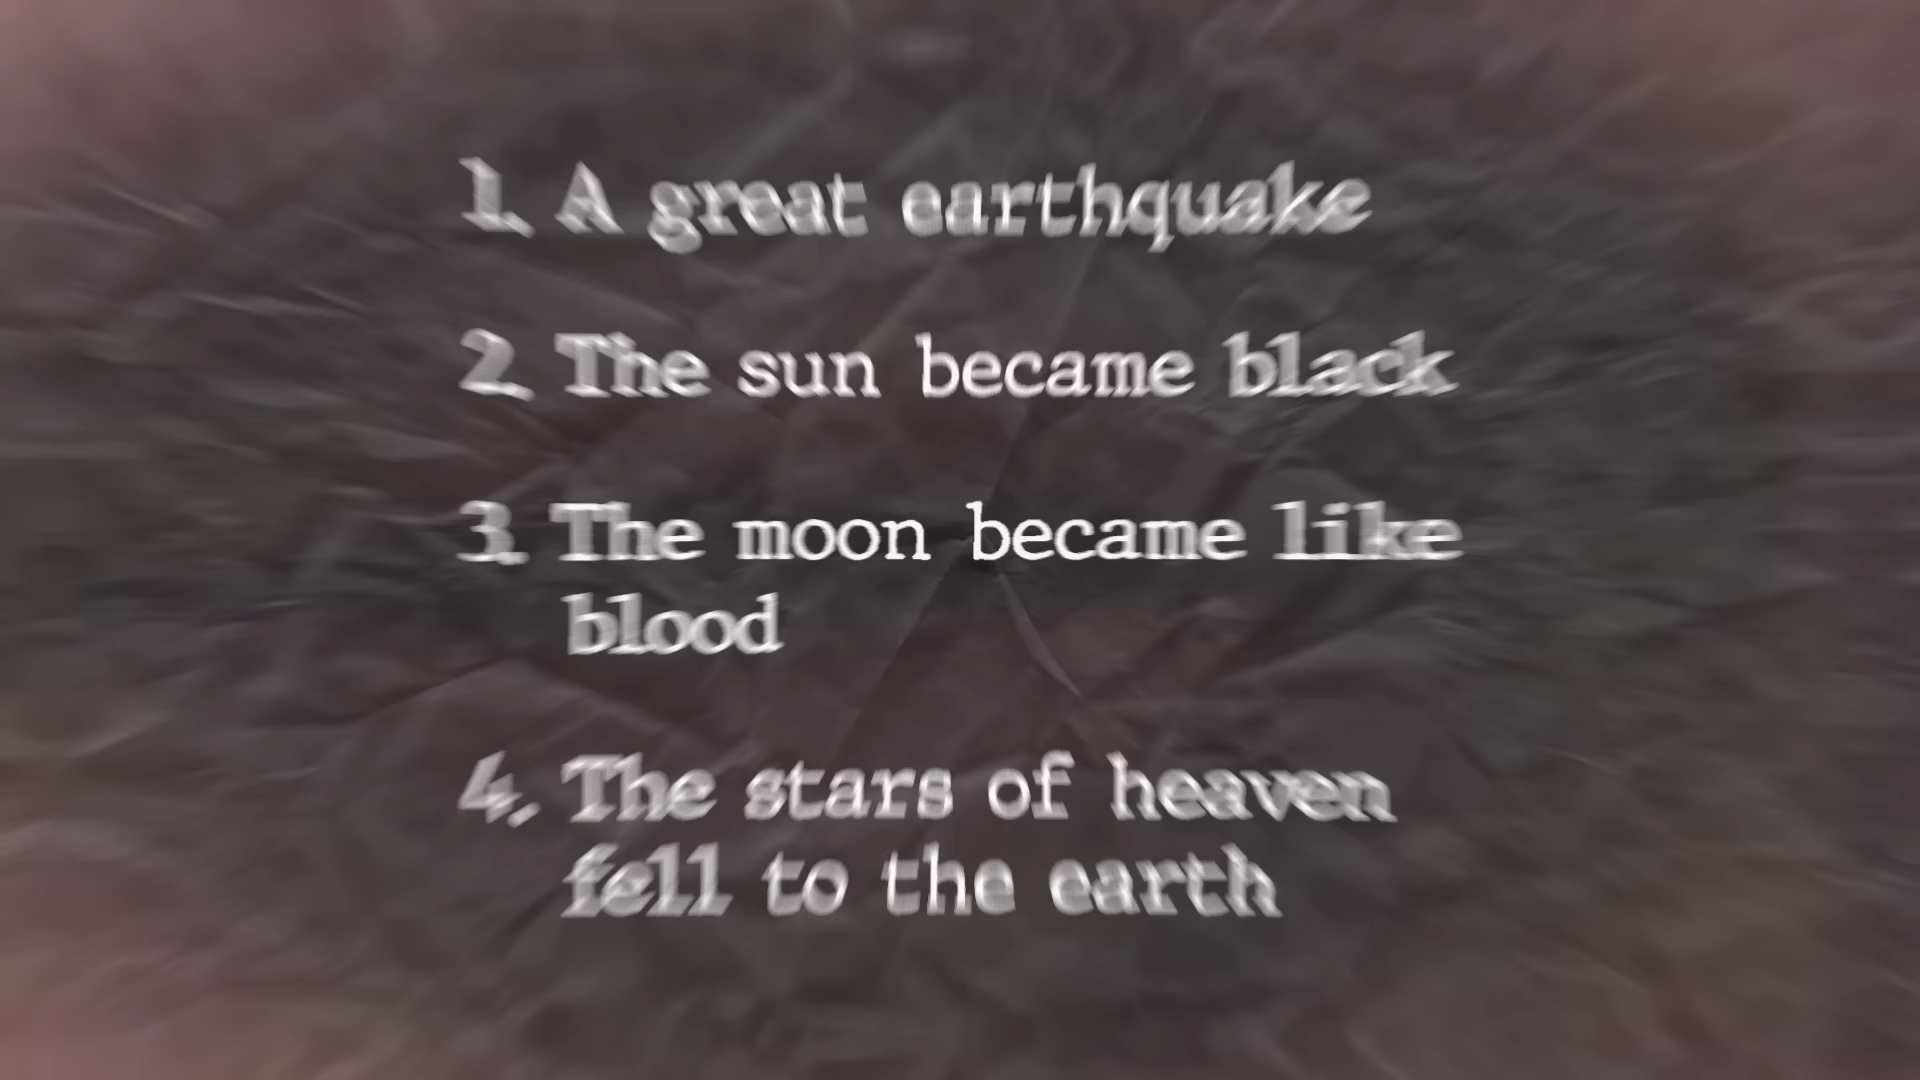 1. A great earthquake
2. The sun became black
3. The moon became like
blood
4. The stars of heaven
fell to the earth